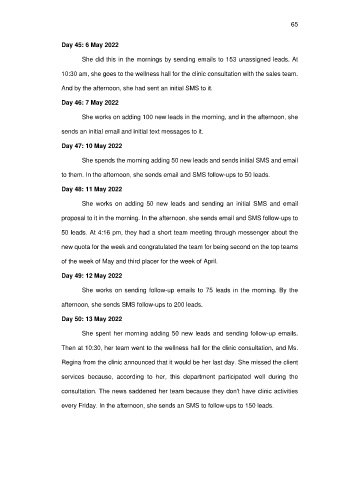 65
Day 45: 6 May 2022
She did this in the mornings by sending emails to 153 unassigned leads. At
10:30 am, she goes to the wellness hall for the clinic consultation with the sales team.
And by the afternoon, she had sent an initial SMS to it.
Day 46: 7 May 2022
She works on adding 100 new leads in the morning, and in the afternoon, she
sends an initial email and initial text messages to it.
Day 47: 10 May 2022
She spends the morning adding 50 new leads and sends initial SMS and email
to them. In the afternoon, she sends email and SMS follow-ups to 50 leads.
Day 48: 11 May 2022
She works on adding 50 new leads and sending an initial SMS and email
proposal to it in the morning. In the afternoon, she sends email and SMS follow-ups to
50 leads. At 4:16 pm, they had a short team meeting through messenger about the
new quota for the week and congratulated the team for being second on the top teams
of the week of May and third placer for the week of April.
Day 49: 12 May 2022
She works on sending follow-up emails to 75 leads in the morning. By the
afternoon, she sends SMS follow-ups to 200 leads.
Day 50: 13 May 2022
She spent her morning adding 50 new leads and sending follow-up emails.
Then at 10:30, her team went to the wellness hall for the clinic consultation, and Ms.
Regina from the clinic announced that it would be her last day. She missed the client
services because, according to her, this department participated well during the
consultation. The news saddened her team because they don't have clinic activities
every Friday. In the afternoon, she sends an SMS to follow-ups to 150 leads.